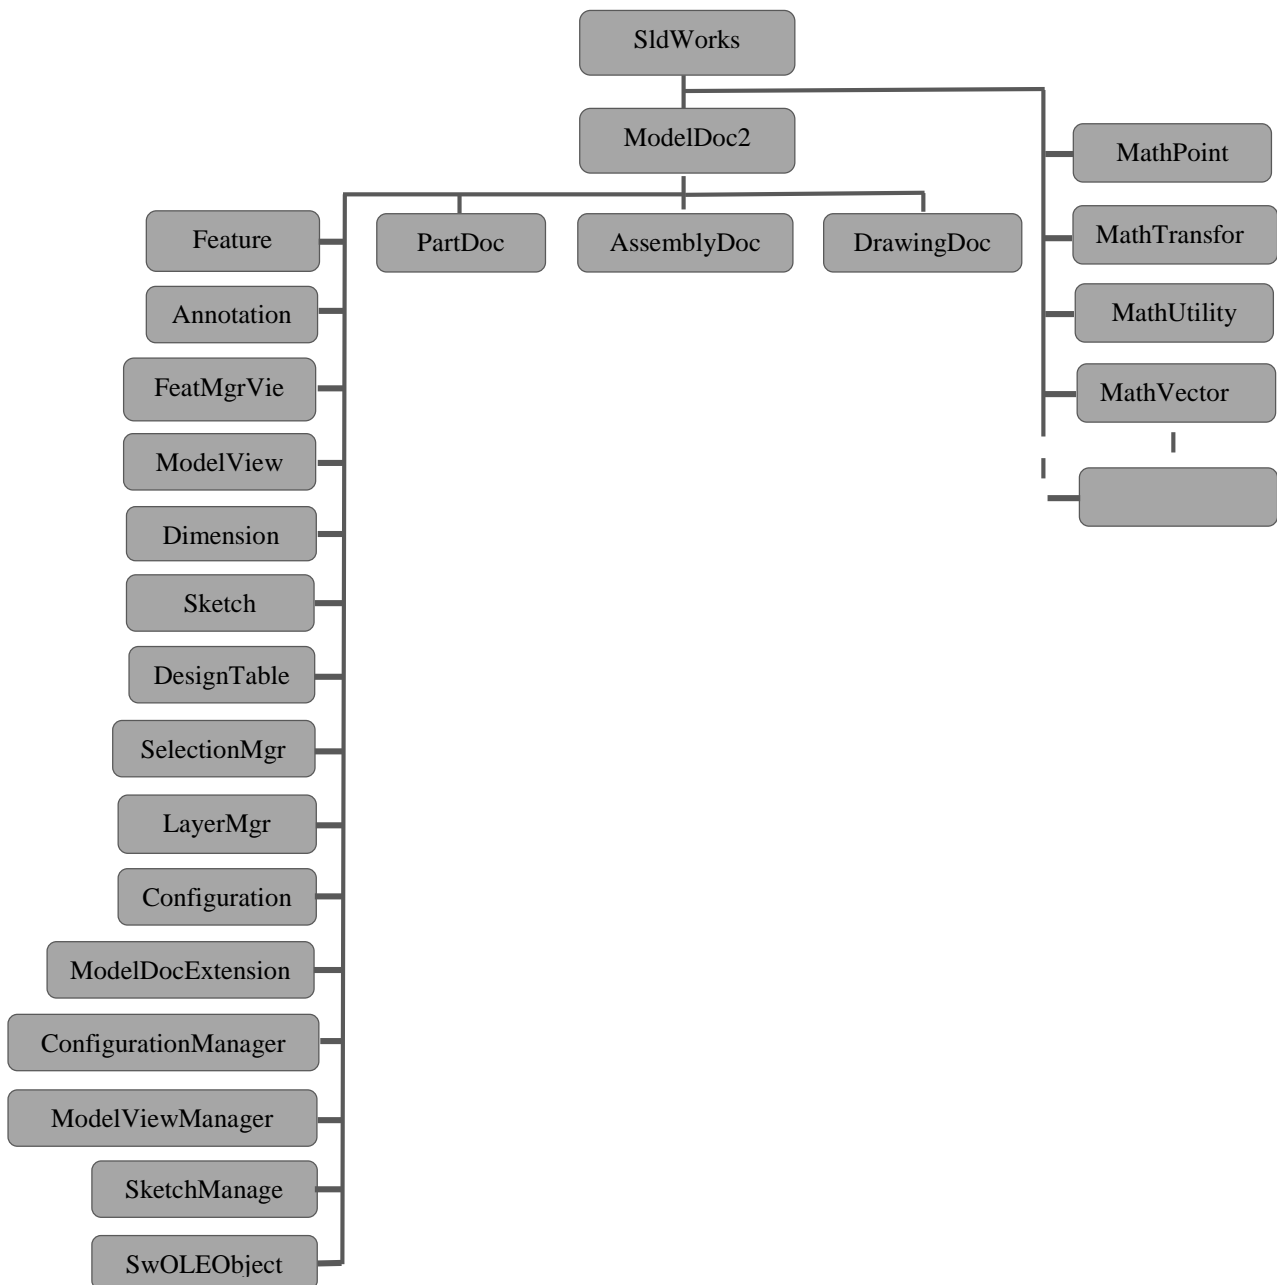 SldWorks
ModelDoc2
MathPoint
Feature
PartDoc
AssemblyDoc
DrawingDoc
MathTransfor
Annotation
MathUtility
FeatMgrVie
MathVector
ModelView
Dimension
Sketch
DesignTable
SelectionMgr
LayerMgr
Configuration
ModelDocExtension
ConfigurationManager
ModelViewManager
SketchManage
SwOLEObject